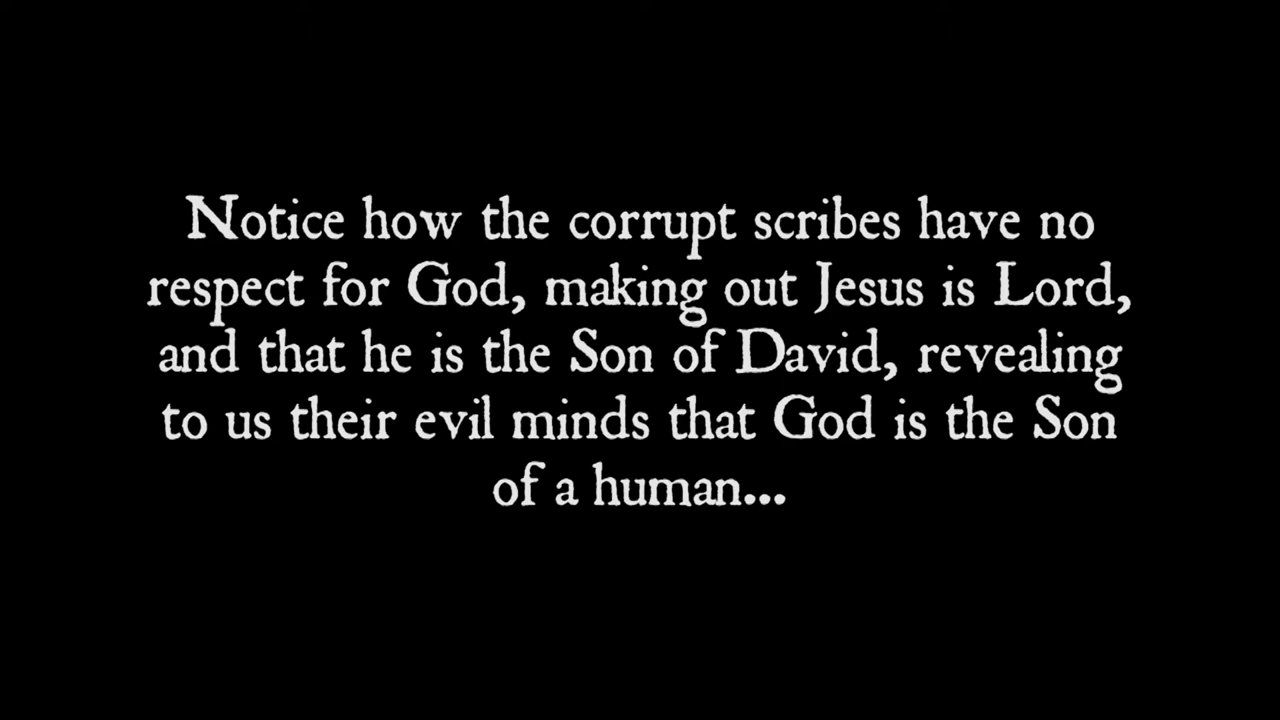 Notice how the corrupt scribes have no
respect for God, making out Jesus is Lord,
and that he is the Son of David, revealing
to us their evil minds that God is the Son
of a human...